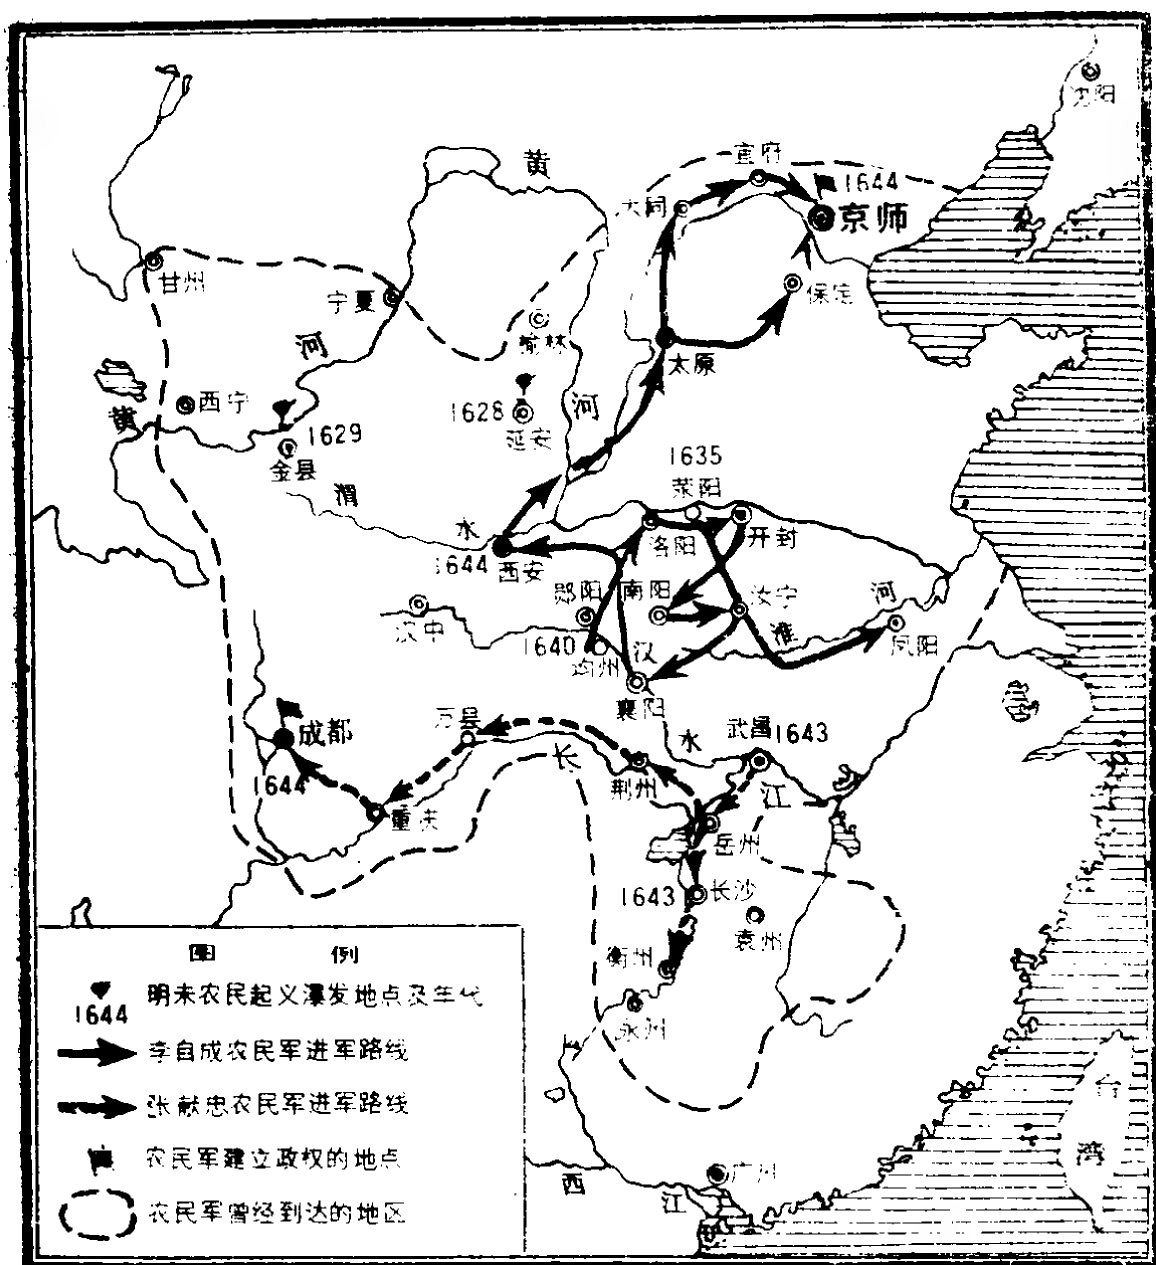 沈阳
黄
宣府
1644
京师
大同
甘州
宁夏
保定
榆林
河
太原
西宁
黄
1628
河
延安
1629
金县
1635
荥阳
渭
水
洛阳
开封
1644
西安
郧阳
南阳
汝宁
河
汉中
1640
均州
汉
淮
凤阳
襄阳
万县
成都
水
武昌
1643
长
1644
荆州
江
重庆
岳州
1643
长沙
袁州
衡州
永州
台
湾
广州
西
江
图 例
1644
明末农民起义瀑发地点及年代
李自成农民军进军路线
张献忠农民军进军路线
农民军建立政权的地点
农民军曾经到达的地区